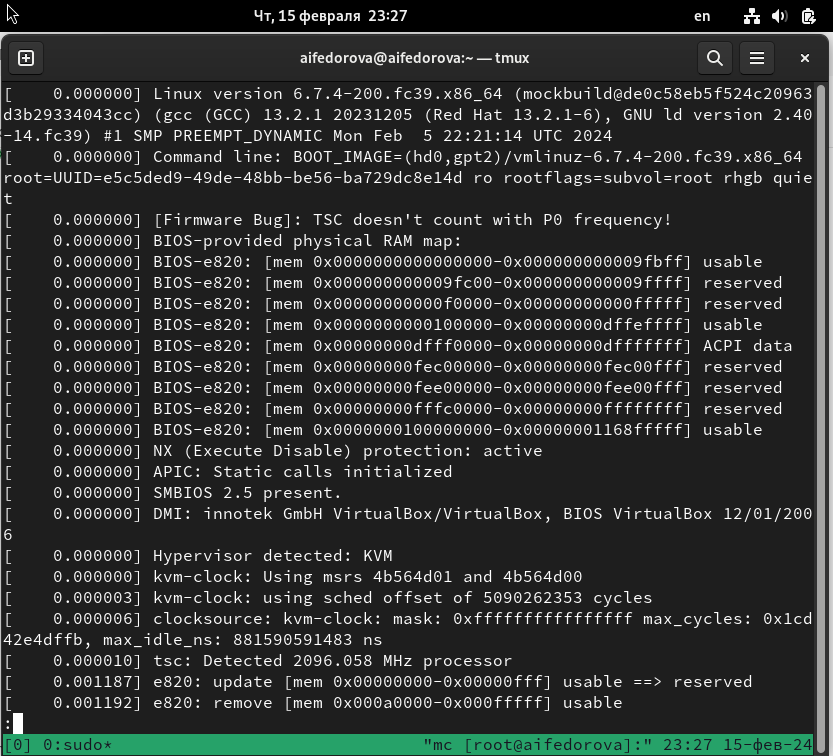 Чт, 15 февраля  23:27
en
aifedorova@aifedorova:~ — tmux
[    0.000000] Linux version 6.7.4-200.fc39.x86_64 (mockbuild@de0c58eb5f524c20963
d3b29334043cc) (gcc (GCC) 13.2.1 20231205 (Red Hat 13.2.1-6), GNU ld version 2.40
-14.fc39) #1 SMP PREEMPT_DYNAMIC Mon Feb  5 22:21:14 UTC 2024
[    0.000000] Command line: BOOT_IMAGE=(hd0,gpt2)/vmlinuz-6.7.4-200.fc39.x86_64
root=UUID=e5c5ded9-49de-48bb-be56-ba729dc8e14d ro rootflags=subvol=root rhgb quie
t
[    0.000000] [Firmware Bug]: TSC doesn't count with P0 frequency!
[    0.000000] BIOS-provided physical RAM map:
[    0.000000] BIOS-e820: [mem 0x0000000000000000-0x000000000009fbff] usable
[    0.000000] BIOS-e820: [mem 0x000000000009fc00-0x000000000009ffff] reserved
[    0.000000] BIOS-e820: [mem 0x00000000000f0000-0x00000000000fffff] reserved
[    0.000000] BIOS-e820: [mem 0x0000000000100000-0x00000000dffeffff] usable
[    0.000000] BIOS-e820: [mem 0x00000000dfff0000-0x00000000dfffffff] ACPI data
[    0.000000] BIOS-e820: [mem 0x00000000fec00000-0x00000000fec00fff] reserved
[    0.000000] BIOS-e820: [mem 0x00000000fee00000-0x00000000fee00fff] reserved
[    0.000000] BIOS-e820: [mem 0x00000000fffc0000-0x00000000ffffffff] reserved
[    0.000000] BIOS-e820: [mem 0x0000000100000000-0x00000001168fffff] usable
[    0.000000] NX (Execute Disable) protection: active
[    0.000000] APIC: Static calls initialized
[    0.000000] SMBIOS 2.5 present.
[    0.000000] DMI: innotek GmbH VirtualBox/VirtualBox, BIOS VirtualBox 12/01/200
6
[    0.000000] Hypervisor detected: KVM
[    0.000000] kvm-clock: Using msrs 4b564d01 and 4b564d00
[    0.000003] kvm-clock: using sched offset of 5090262353 cycles
[    0.000006] clocksource: kvm-clock: mask: 0xffffffffffffffff max_cycles: 0x1cd
42e4dffb, max_idle_ns: 881590591483 ns
[    0.000010] tsc: Detected 2096.058 MHz processor
[    0.001187] e820: update [mem 0x00000000-0x00000fff] usable ==> reserved
[    0.001192] e820: remove [mem 0x000a0000-0x000fffff] usable
:
[0] 0:sudo*                               "mc [root@aifedorova]:" 23:27 15-фев-24